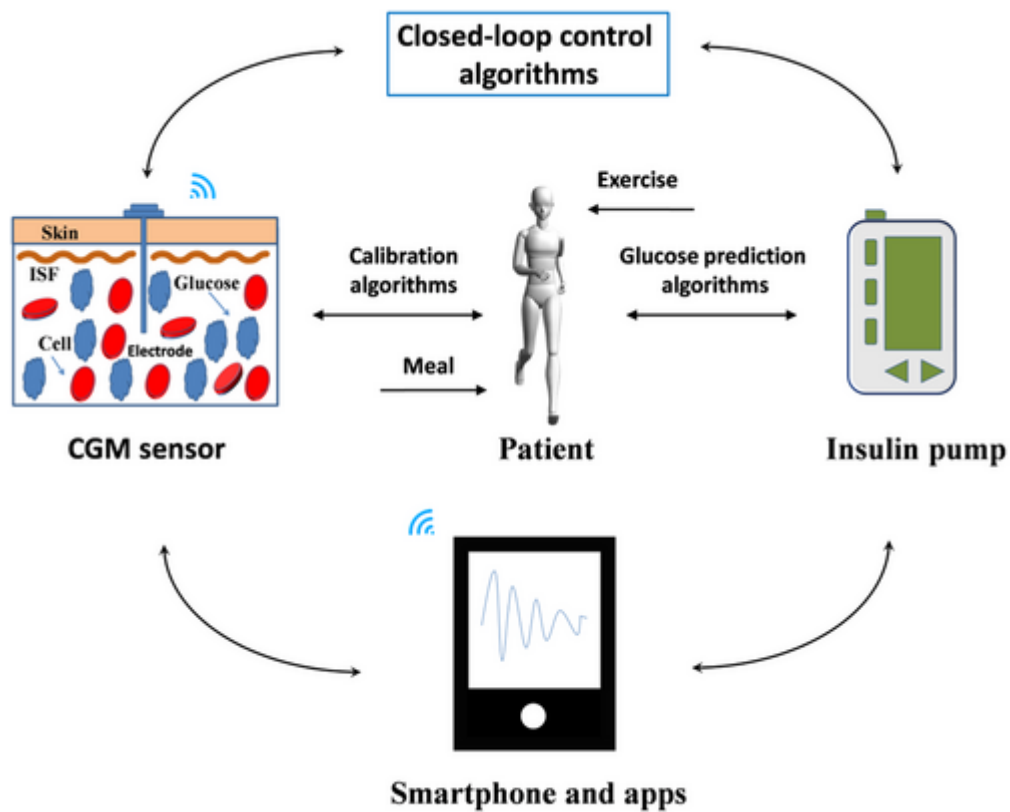 Closed-loop control
algorithms
Exercise
Skin
ISF
Glucose
Cell
Electrode
Calibration
algorithms
Glucose prediction
algorithms
Meal
CGM sensor
Patient
Insulin pump
Smartphone and apps